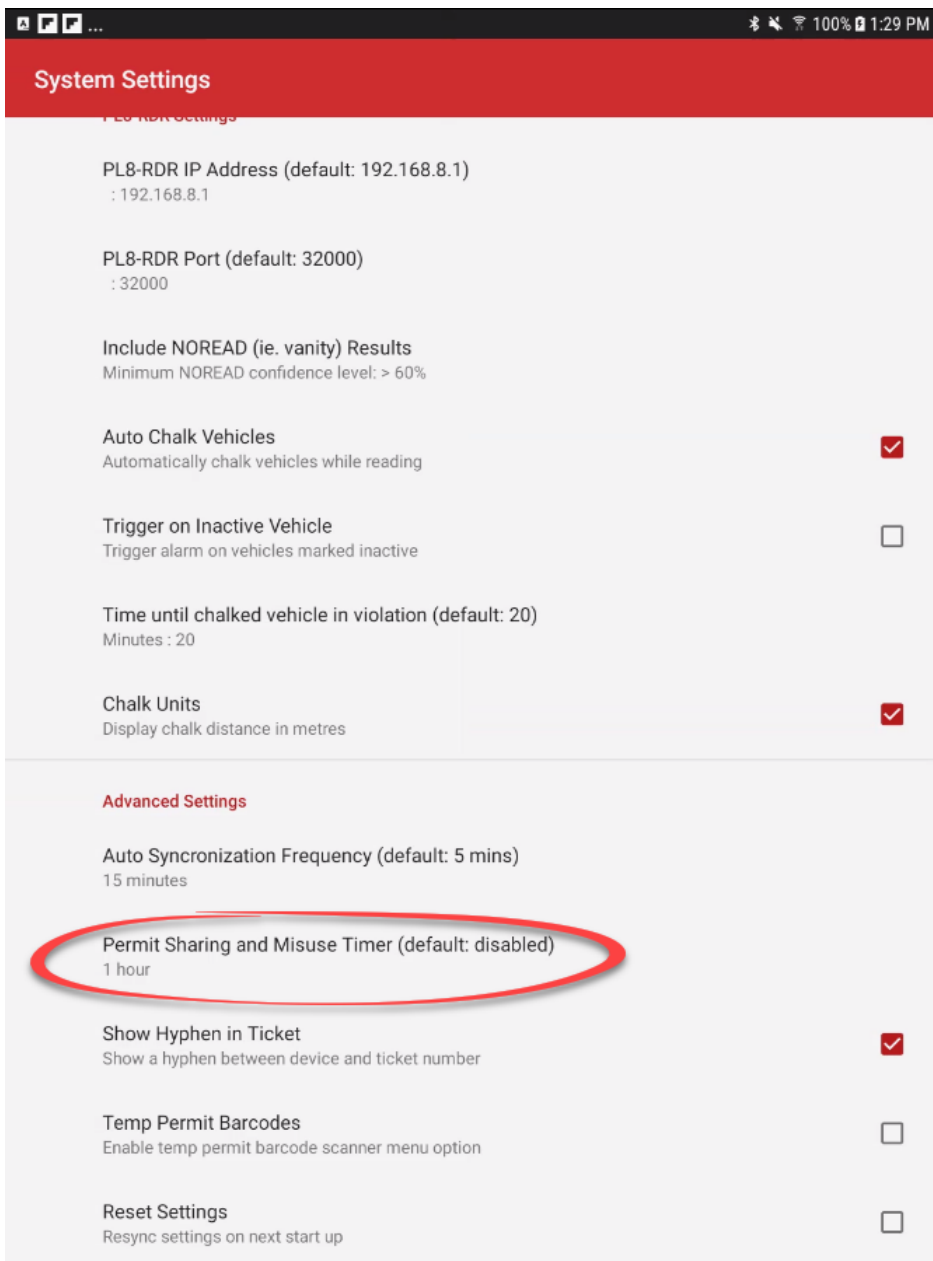 ... 100% 1:29 PM
System Settings
PL8-RDR Settings
PL8-RDR IP Address (default: 192.168.8.1)
: 192.168.8.1
PL8-RDR Port (default: 32000)
: 32000
Include NOREAD (ie. vanity) Results
Minimum NOREAD confidence level: > 60%
Auto Chalk Vehicles
Automatically chalk vehicles while reading
Trigger on Inactive Vehicle
Trigger alarm on vehicles marked inactive
Time until chalked vehicle in violation (default: 20)
Minutes : 20
Chalk Units
Display chalk distance in metres
Advanced Settings
Auto Syncronization Frequency (default: 5 mins)
15 minutes
Permit Sharing and Misuse Timer (default: disabled)
1 hour
Show Hyphen in Ticket
Show a hyphen between device and ticket number
Temp Permit Barcodes
Enable temp permit barcode scanner menu option
Reset Settings
Resync settings on next start up